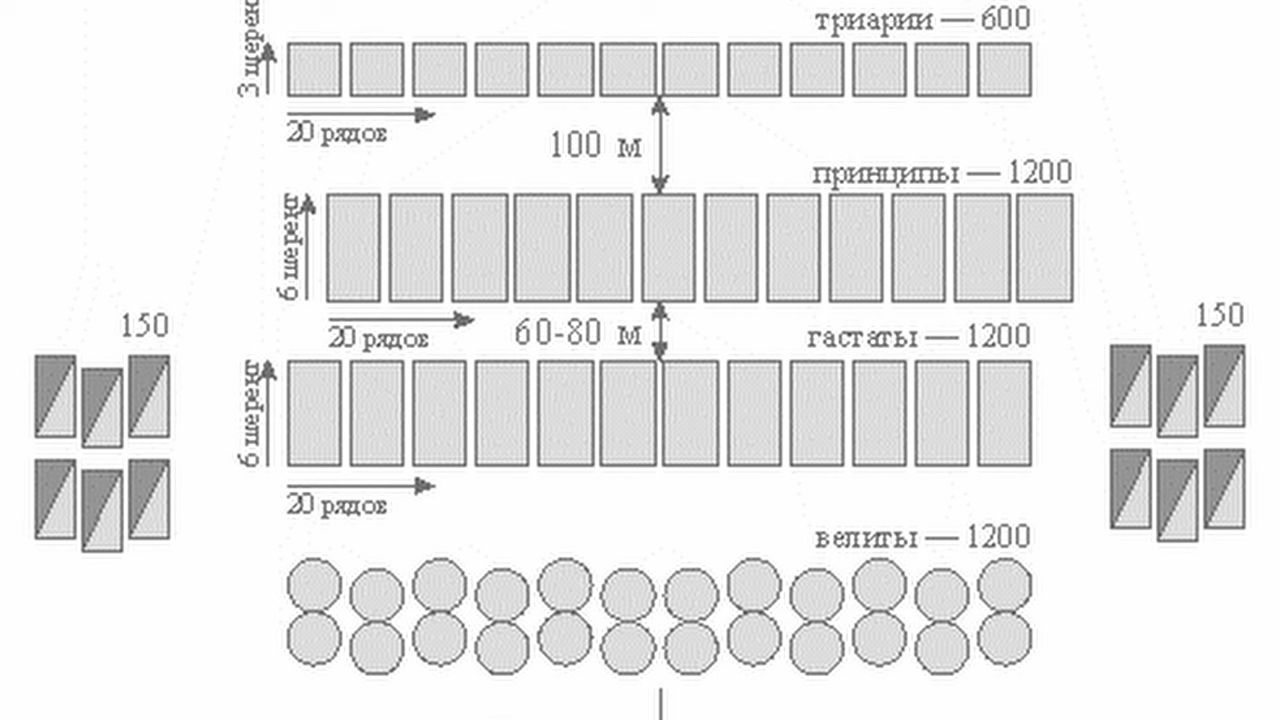 триарии — 600
3 шерен
20 рядов
100 м
принципы — 1200
6 шеренг
20 рядов
60-80 м
гастаты — 1200
150
150
6 шеренг
20 рядов
велиты — 1200